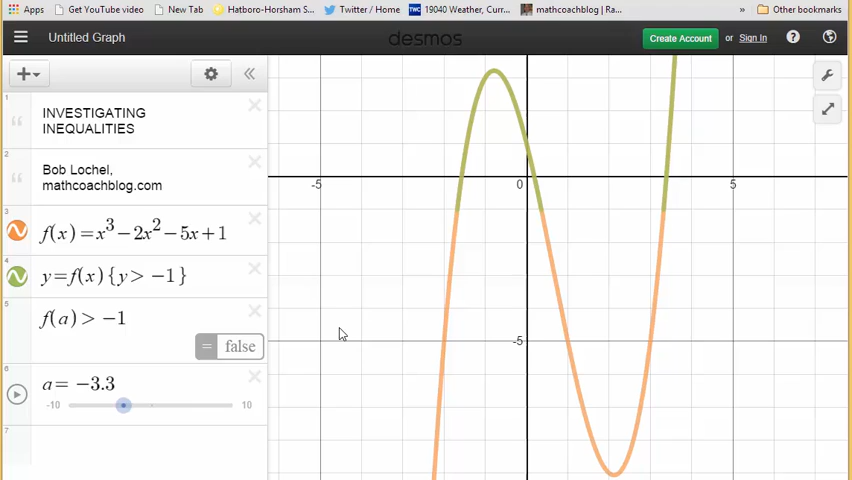 Apps Get YouTube video New Tab Hatboro-Horsham S... Twitter / Home TWC 19040 Weather, Curr... mathcoachblog | Ra... » Other bookmarks
Untitled Graph desmos Create Account or Sign In ?
1
INVESTIGATING
INEQUALITIES
2
Bob Lochel,
mathcoachblog.com
3
f(x)=x³−2x²−5x+1
4
y=f(x){y>−1}
5
f(a)>−1
= false
6
a=−3.3
-10 10
7
-5 0 5
-5